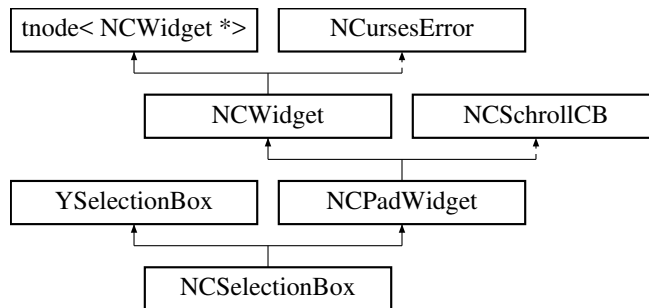 tnode< NCWidget *>
NCursesError
NCWidget
NCSchrollCB
YSelectionBox
NCPadWidget
NCSelectionBox